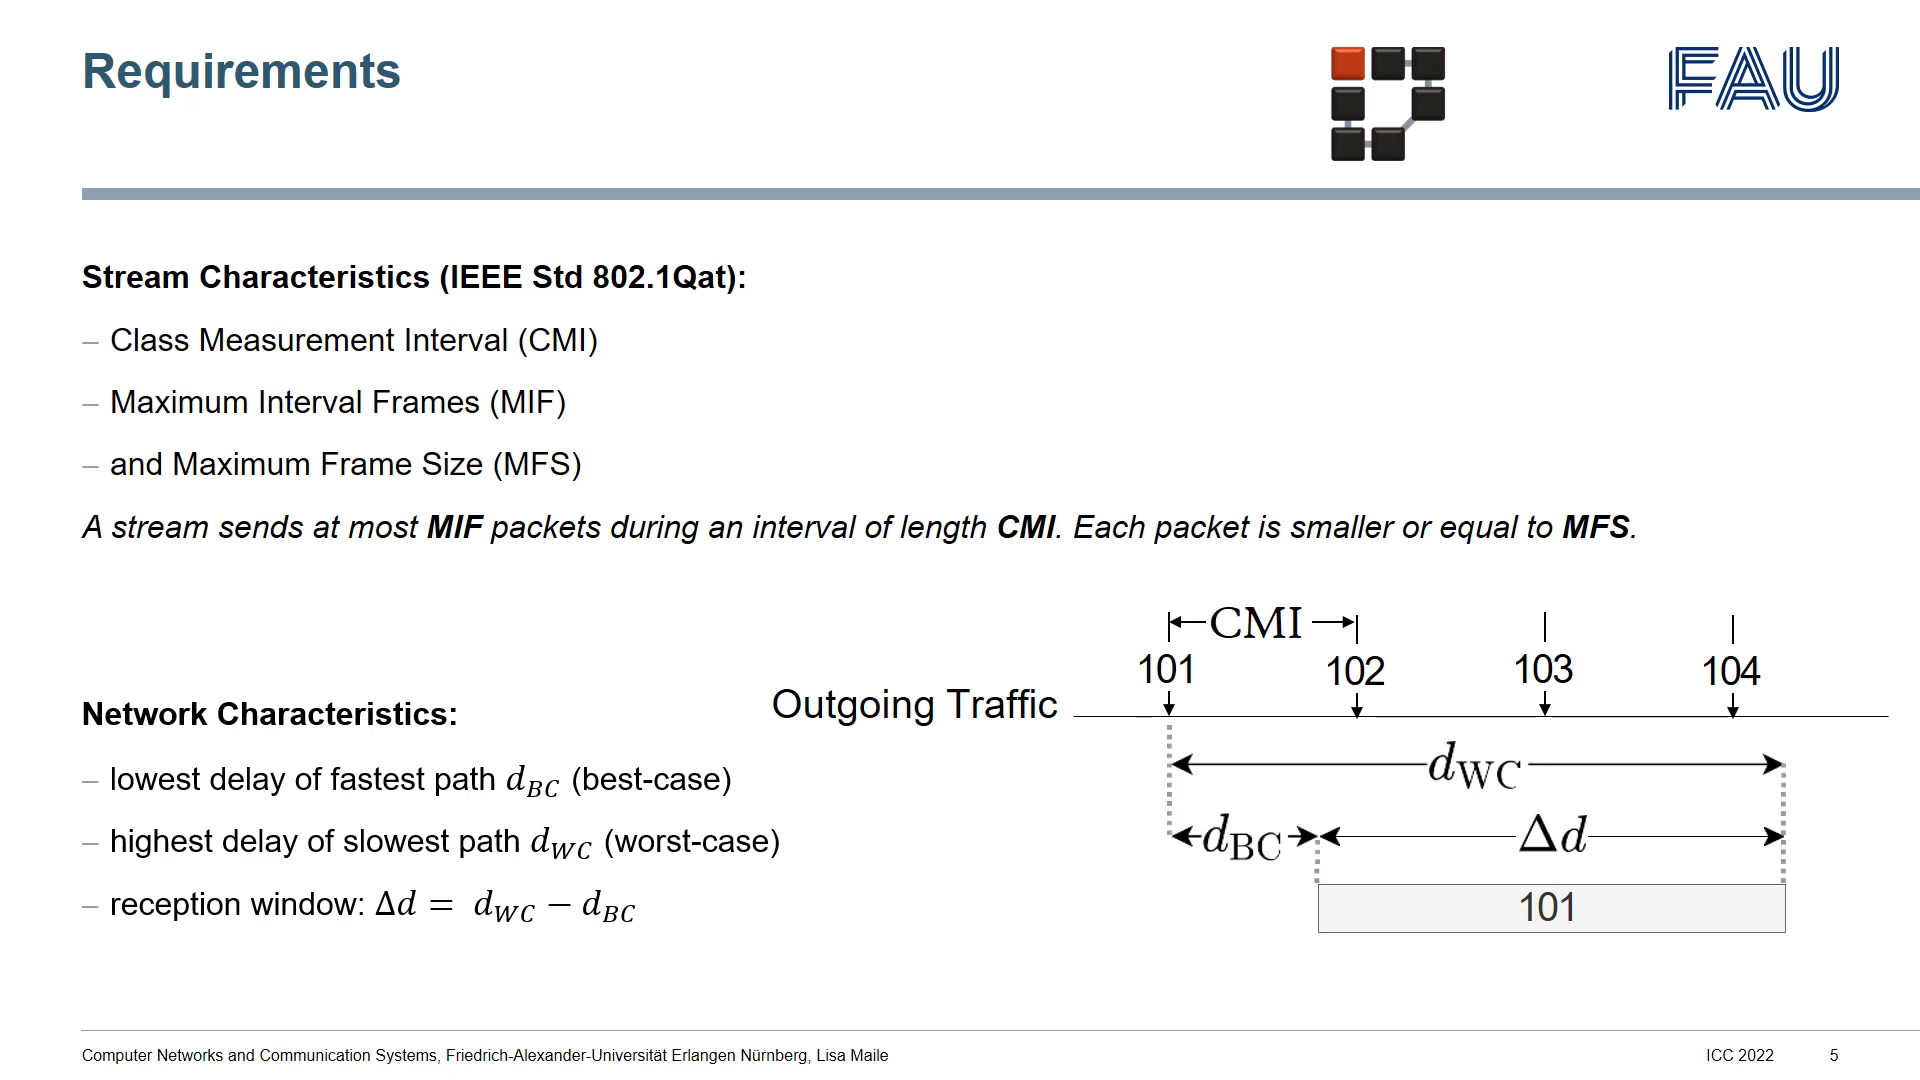 Requirements
FAU
Stream Characteristics (IEEE Std 802.1Qat):
– Class Measurement Interval (CMI)
– Maximum Interval Frames (MIF)
– and Maximum Frame Size (MFS)
A stream sends at most MIF packets during an interval of length CMI. Each packet is smaller or equal to MFS.
CMI
101 102 103 104
Outgoing Traffic
Network Characteristics:
– lowest delay of fastest path d_BC (best-case)
– highest delay of slowest path d_WC (worst-case)
– reception window: Δd = d_WC − d_BC
d_WC
d_BC Δd
101
Computer Networks and Communication Systems, Friedrich-Alexander-Universität Erlangen Nürnberg, Lisa Maile
ICC 2022 5